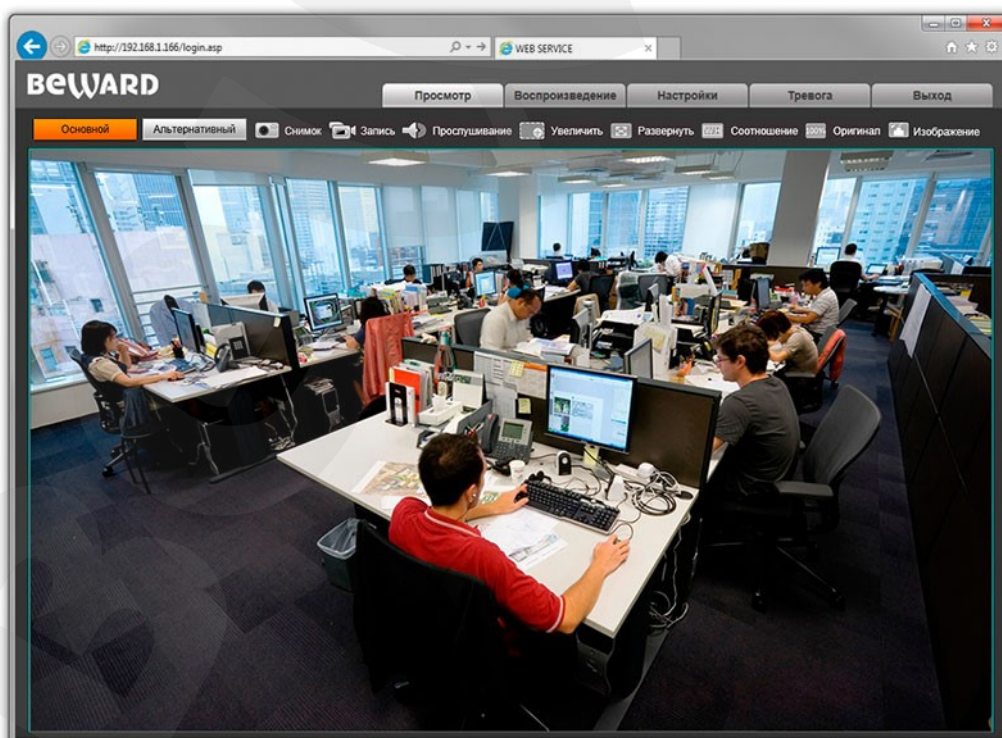 http://192.168.1.166/login.asp
WEB SERVICE
BEWARD
Просмотр Воспроизведение Настройки Тревога Выход
Основной Альтернативный Снимок Запись Прослушивание Увеличить Развернуть Соотношение 100% Оригинал Изображение